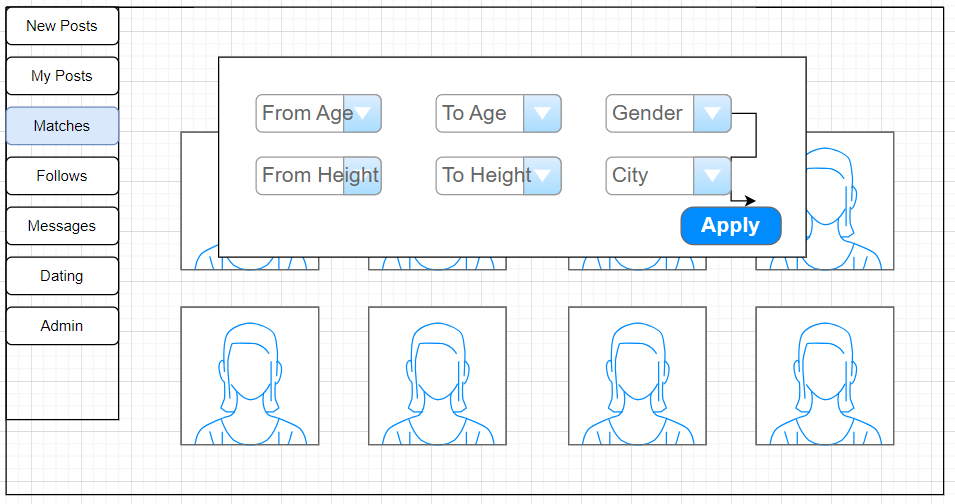 New Posts
My Posts
Matches
Follows
Messages
Dating
Admin
From Age
To Age
Gender
From Height
To Height
City
Apply